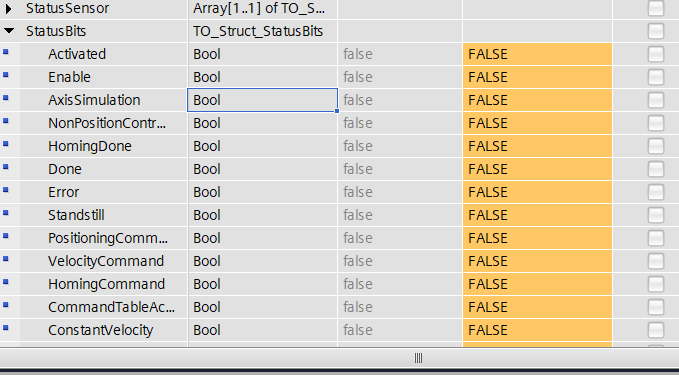 StatusSensor Array[1..1] of TO_S...
StatusBits TO_Struct_StatusBits
Activated Bool false FALSE
Enable Bool false FALSE
AxisSimulation Bool false FALSE
NonPositionContr... Bool false FALSE
HomingDone Bool false FALSE
Done Bool false FALSE
Error Bool false FALSE
Standstill Bool false FALSE
PositioningComm... Bool false FALSE
VelocityCommand Bool false FALSE
HomingCommand Bool false FALSE
CommandTableAc... Bool false FALSE
ConstantVelocity Bool false FALSE